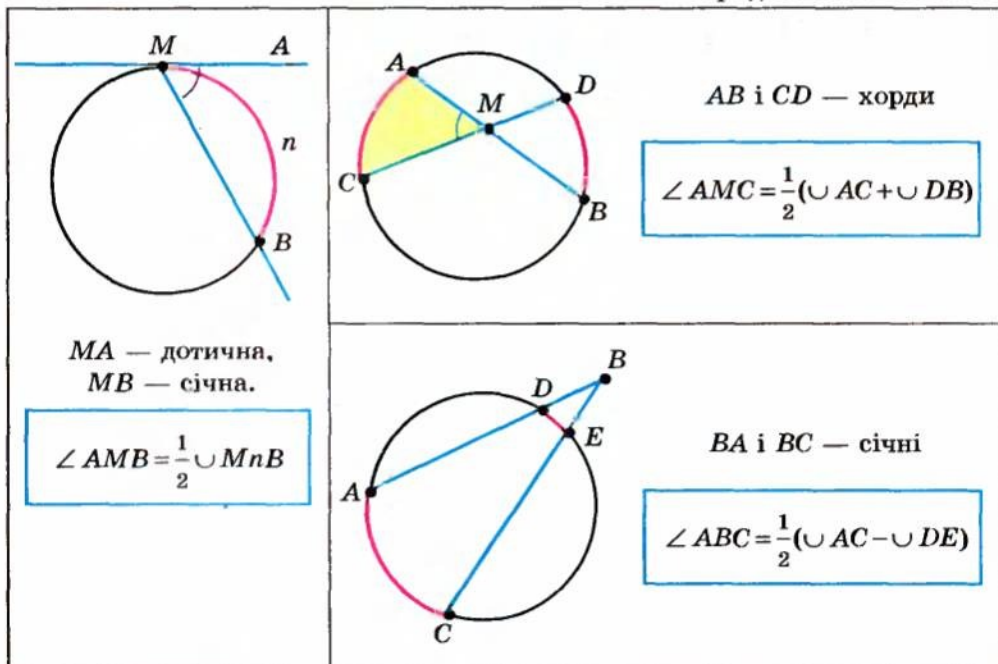 M A
n
B
MA — дотична,
MB — січна.
∠ AMB = 1/2 ∪ MnB
A
D
M
C
B
AB і CD — хорди
∠ AMC = 1/2 (∪ AC + ∪ DB)
B
D
E
A
C
BA і BC — січні
∠ ABC = 1/2 (∪ AC − ∪ DE)